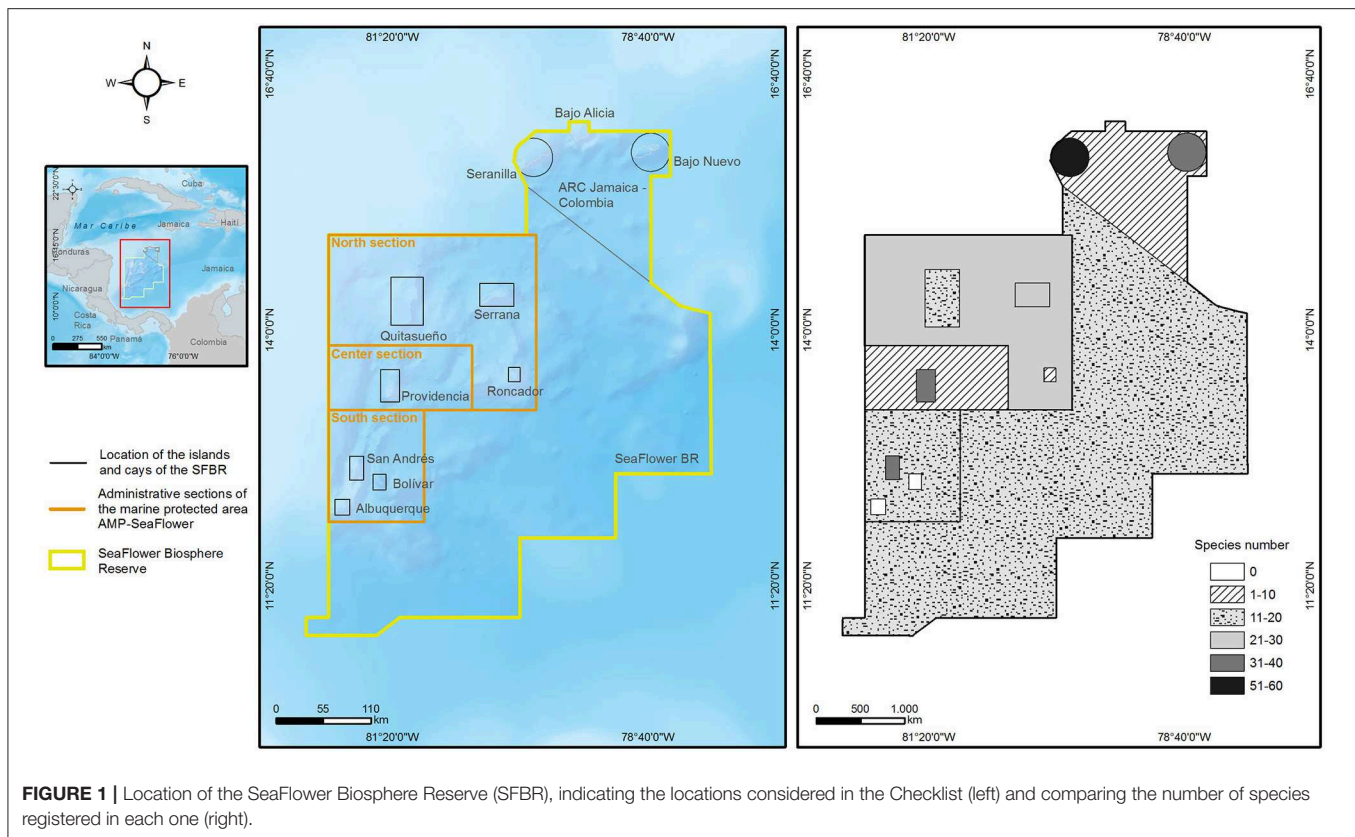 N
W
E
S
22°30'0"N
Cuba
Mar Caribe
Jamaica
Haití
16°15'0"N
Honduras
Jamaica
Nicaragua
10°0'0"N
Costa
Rica
Panamá
Colombia
0 275 550
km
84°0'0"W
76°0'0"W
Location of the islands
and cays of the SFBR
Administrative sections of
the marine protected area
AMP-SeaFlower
SeaFlower Biosphere
Reserve
81°20'0"W
78°40'0"W
16°40'0"N
16°40'0"N
Bajo Alicia
Bajo Nuevo
Seranilla
ARC Jamaica -
Colombia
North section
Serrana
Quitasueño
14°0'0"N
14°0'0"N
Center section
Providencia
Roncador
South section
San Andrés
SeaFlower BR
Bolívar
Albuquerque
11°20'0"N
11°20'0"N
0 55 110
km
81°20'0"W
78°40'0"W
81°20'0"W
78°40'0"W
16°40'0"N
16°40'0"N
14°0'0"N
14°0'0"N
11°20'0"N
11°20'0"N
Species number
0
1-10
11-20
21-30
31-40
51-60
0 500 1.000
km
81°20'0"W
78°40'0"W
FIGURE 1 | Location of the SeaFlower Biosphere Reserve (SFBR), indicating the locations considered in the Checklist (left) and comparing the number of species
registered in each one (right).